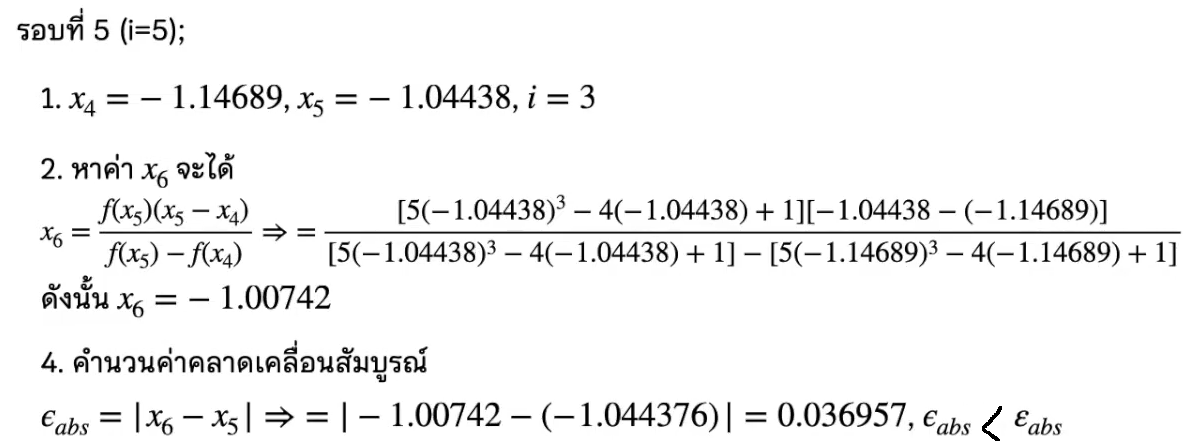 รอบที่ 5 (i=5);
1. x₄ = − 1.14689, x₅ = − 1.04438, i = 3
2. หาค่า x₆ จะได้
x₆ = f(x₅)(x₅ − x₄) / f(x₅) − f(x₄) ⇒ = [5(−1.04438)³ − 4(−1.04438) + 1][−1.04438 − (−1.14689)] / [5(−1.04438)³ − 4(−1.04438) + 1] − [5(−1.14689)³ − 4(−1.14689) + 1]
ดังนั้น x₆ = − 1.00742
4. คำนวนค่าคลาดเคลื่อนสัมบูรณ์
ϵabs = |x₆ − x₅| ⇒ = | − 1.00742 − (−1.044376)| = 0.036957, ϵabs < εabs